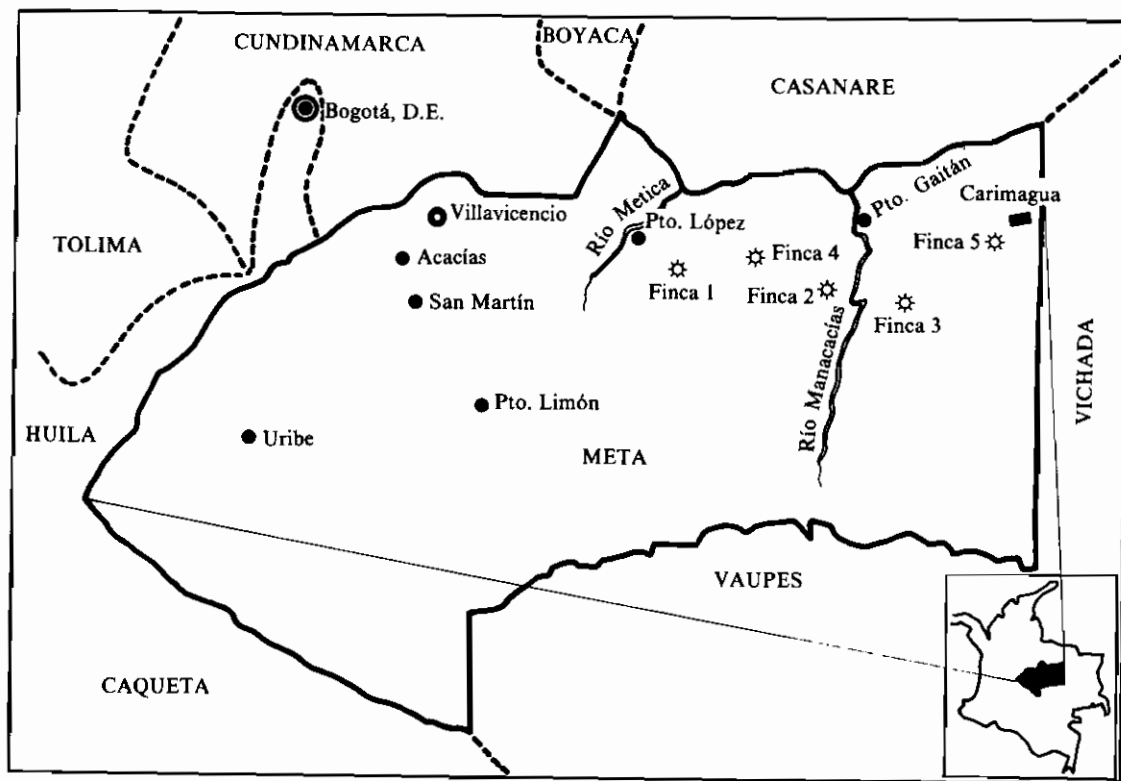 CUNDINAMARCA
BOYACA
CASANARE
Bogotá, D.E.
TOLIMA
Villavicencio
Río Metica
Pto. Gaitán
Carimagua
Pto. López
Acacías
Finca 4
Finca 5
Finca 1
San Martín
Finca 2
Finca 3
Río Manacacías
VICHADA
Pto. Limón
HUILA
Uribe
META
VAUPES
CAQUETA